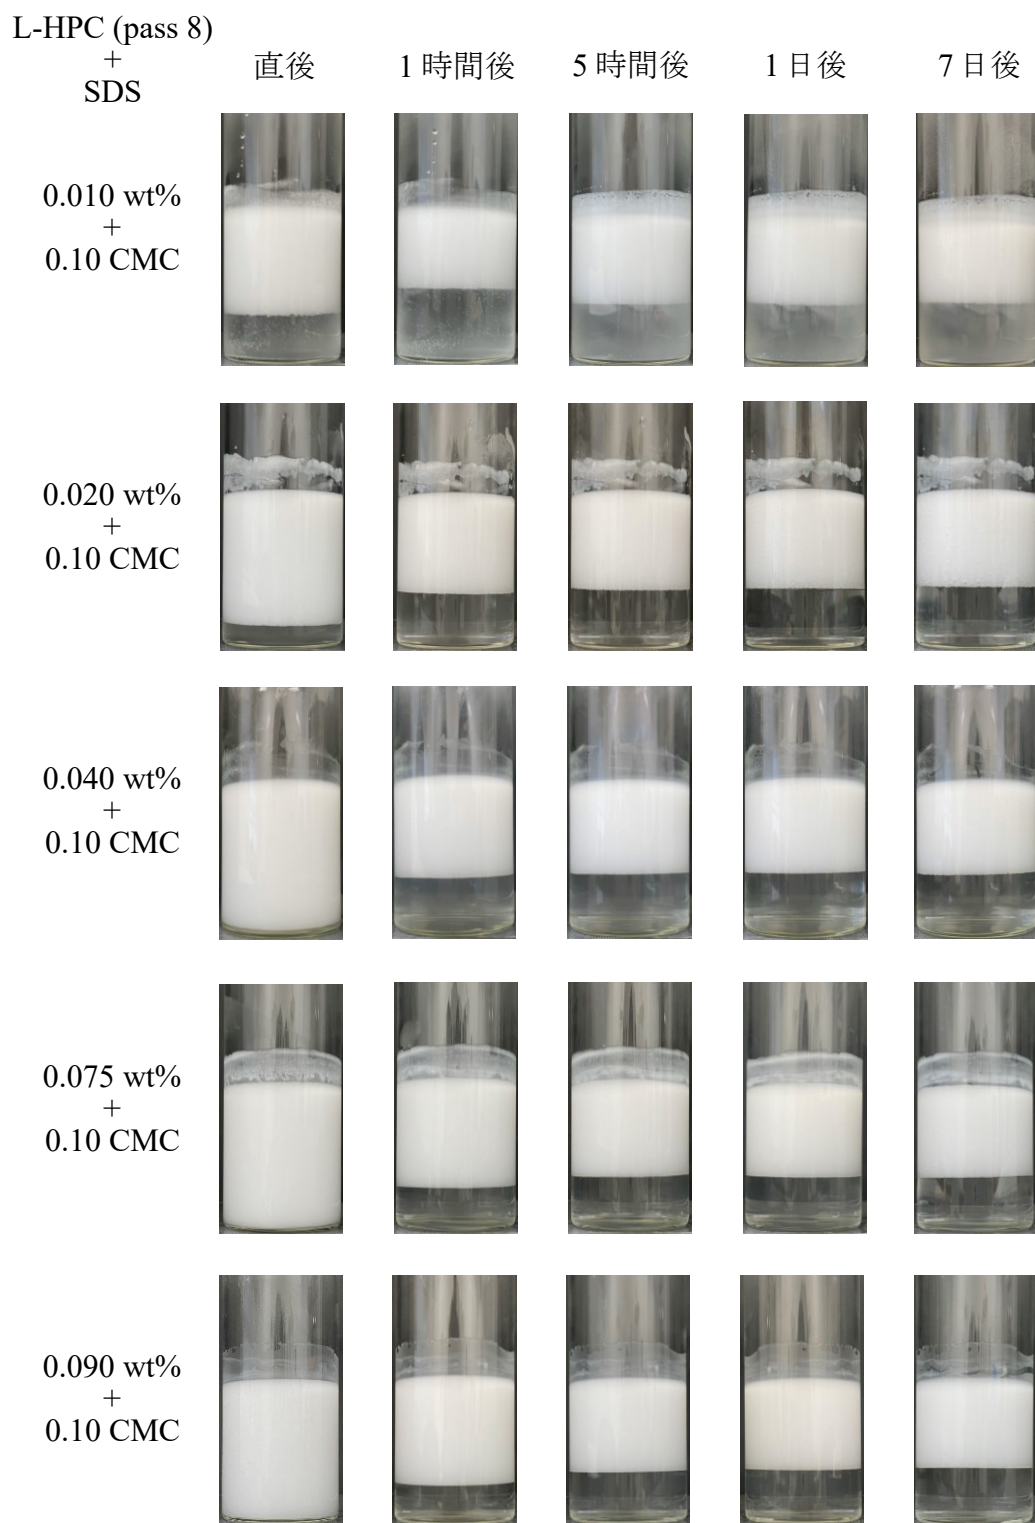 L-HPC (pass 8)
+
SDS
直後
1 時間後
5 時間後
1 日後
7 日後
0.010 wt%
+
0.10 CMC
0.020 wt%
+
0.10 CMC
0.040 wt%
+
0.10 CMC
0.075 wt%
+
0.10 CMC
0.090 wt%
+
0.10 CMC